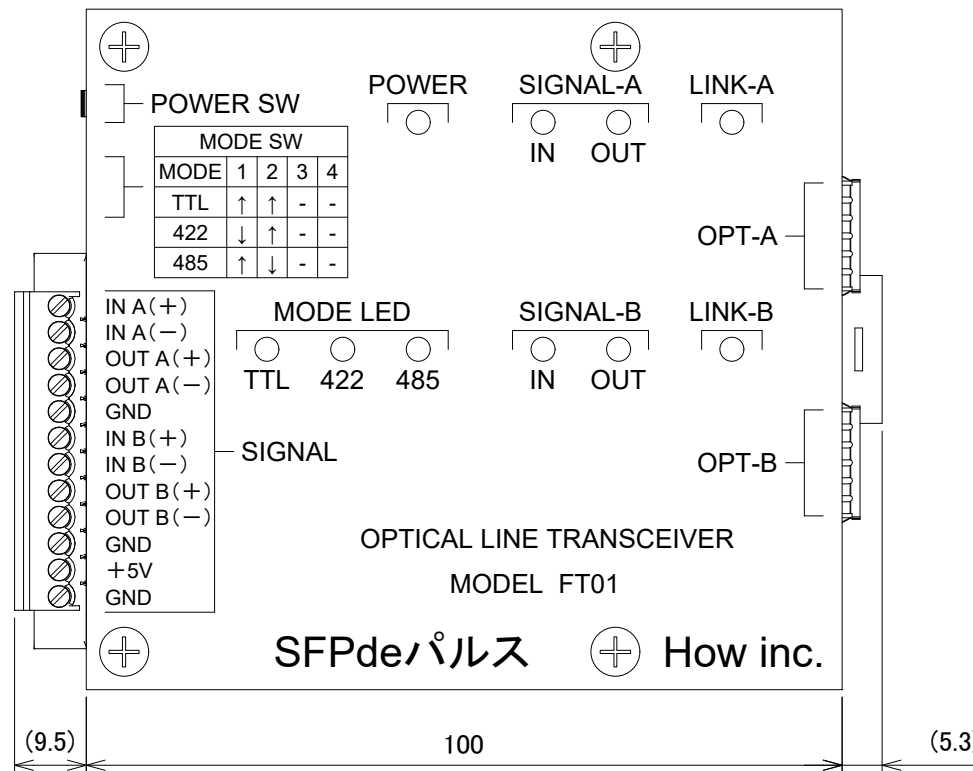 POWER SW
POWER
SIGNAL-A
LINK-A
IN OUT
MODE SW
MODE 1 2 3 4
TTL ↑ ↑ - -
422 ↓ ↑ - -
485 ↑ ↓ - -
OPT-A
IN A(+)
IN A(−)
OUT A(+)
OUT A(−)
GND
IN B(+)
IN B(−)
OUT B(+)
OUT B(−)
GND
+5V
GND
SIGNAL
MODE LED
TTL 422 485
SIGNAL-B
IN OUT
LINK-B
OPT-B
OPTICAL LINE TRANSCEIVER
MODEL FT01
SFPdeパルス
How inc.
(9.5)
100
(5.3